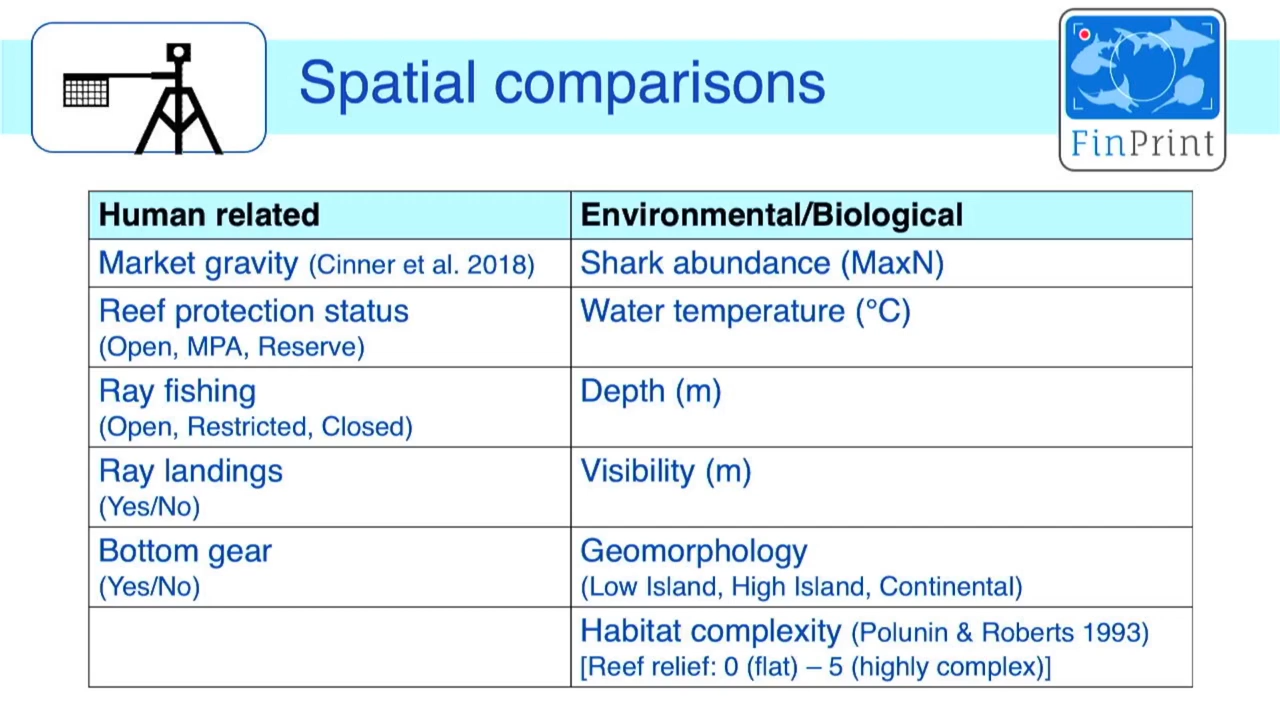 Spatial comparisons
FinPrint
Human related
Environmental/Biological
Market gravity (Cinner et al. 2018)
Shark abundance (MaxN)
Reef protection status
(Open, MPA, Reserve)
Water temperature (°C)
Ray fishing
(Open, Restricted, Closed)
Depth (m)
Ray landings
(Yes/No)
Visibility (m)
Bottom gear
(Yes/No)
Geomorphology
(Low Island, High Island, Continental)
Habitat complexity (Polunin & Roberts 1993)
[Reef relief: 0 (flat) – 5 (highly complex)]